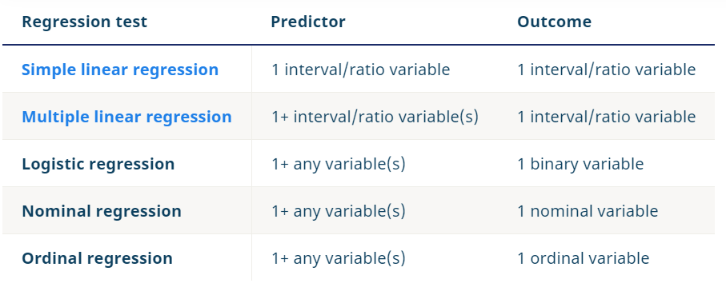 Regression test Predictor Outcome
Simple linear regression 1 interval/ratio variable 1 interval/ratio variable
Multiple linear regression 1+ interval/ratio variable(s) 1 interval/ratio variable
Logistic regression 1+ any variable(s) 1 binary variable
Nominal regression 1+ any variable(s) 1 nominal variable
Ordinal regression 1+ any variable(s) 1 ordinal variable